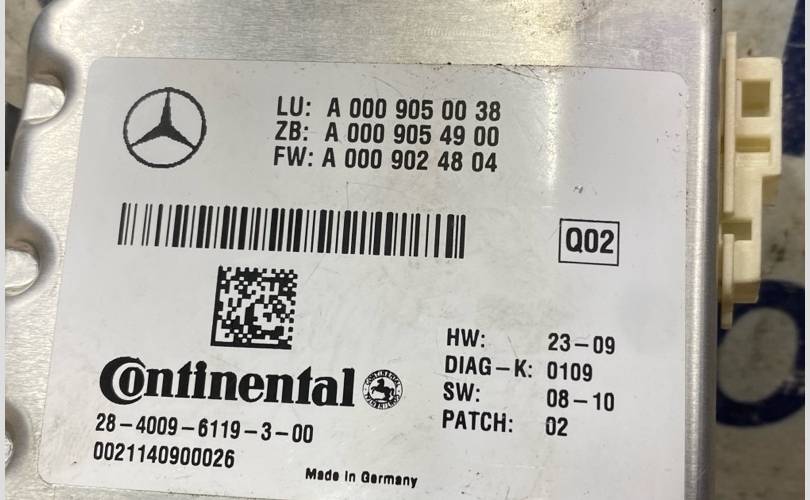 LU: A 000 905 00 38
ZB: A 000 905 49 00
FW: A 000 902 48 04
Q02
HW: 23-09
DIAG-K: 0109
SW: 08-10
PATCH: 02
Continental
28-4009-6119-3-00
0021140900026
Made in Germany